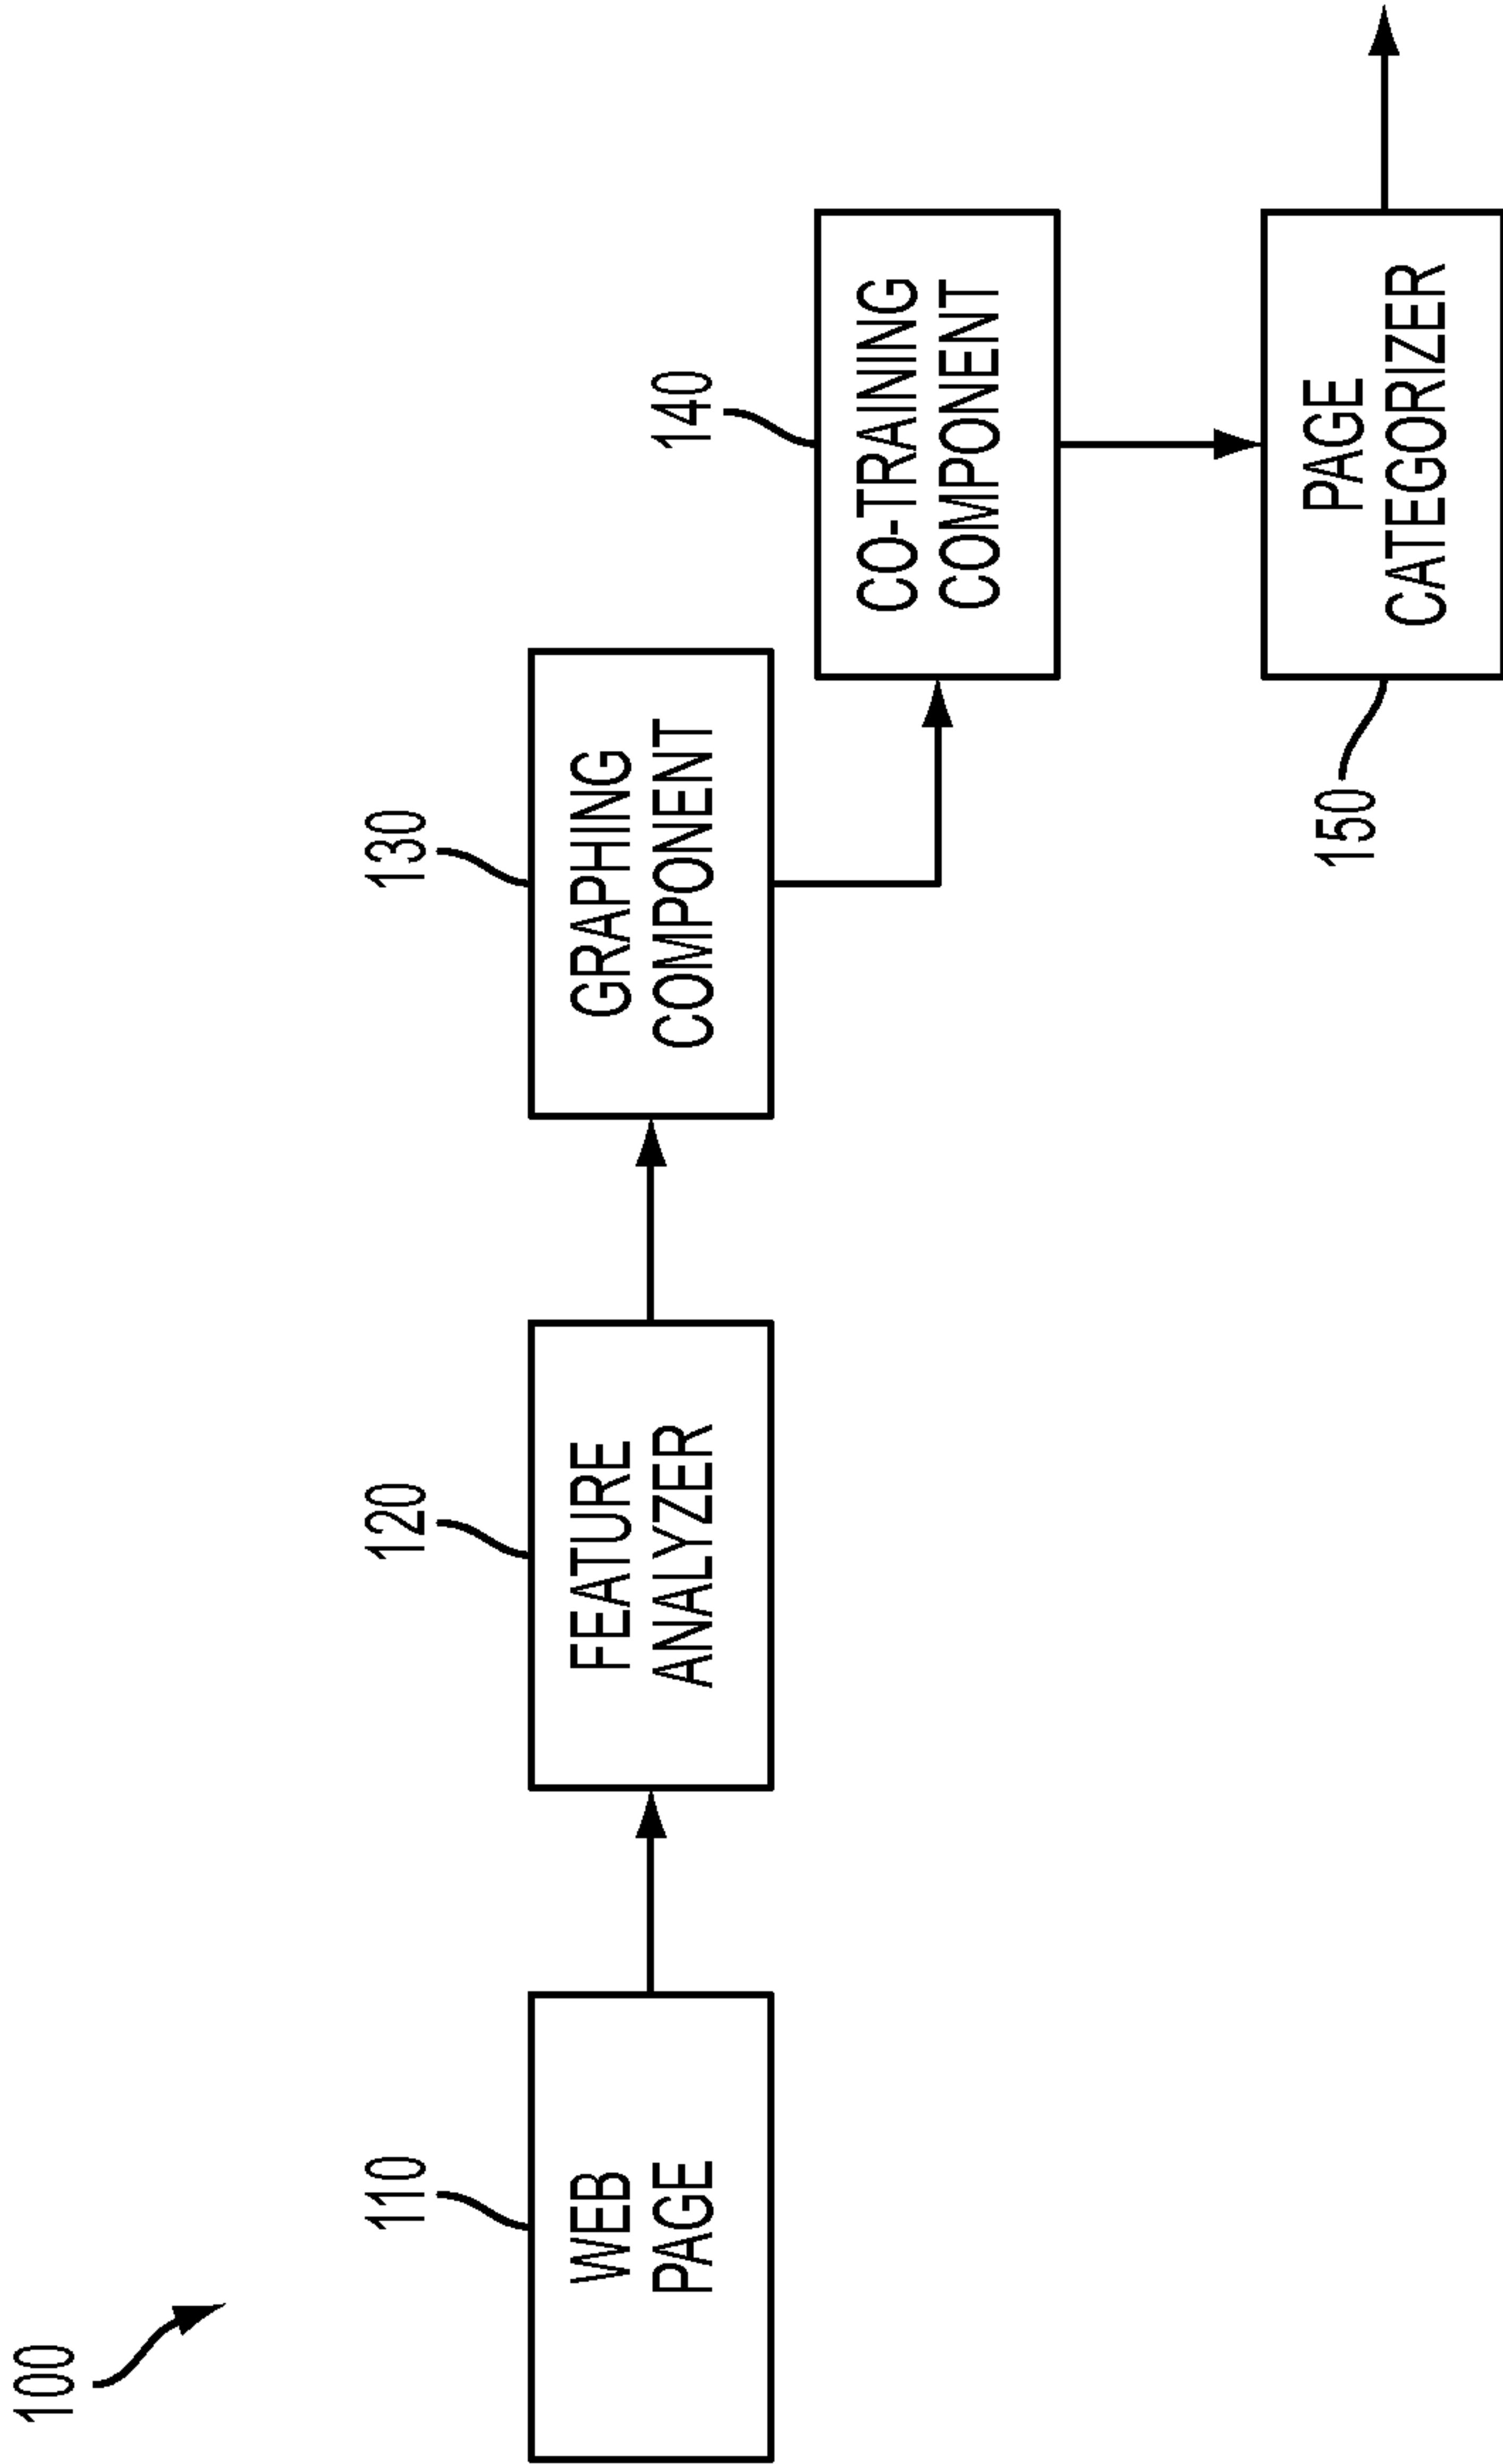 100
110
WEB
PAGE
120
FEATURE
ANALYZER
130
GRAPHING
COMPONENT
140
CO-TRAINING
COMPONENT
150
PAGE
CATEGORIZER